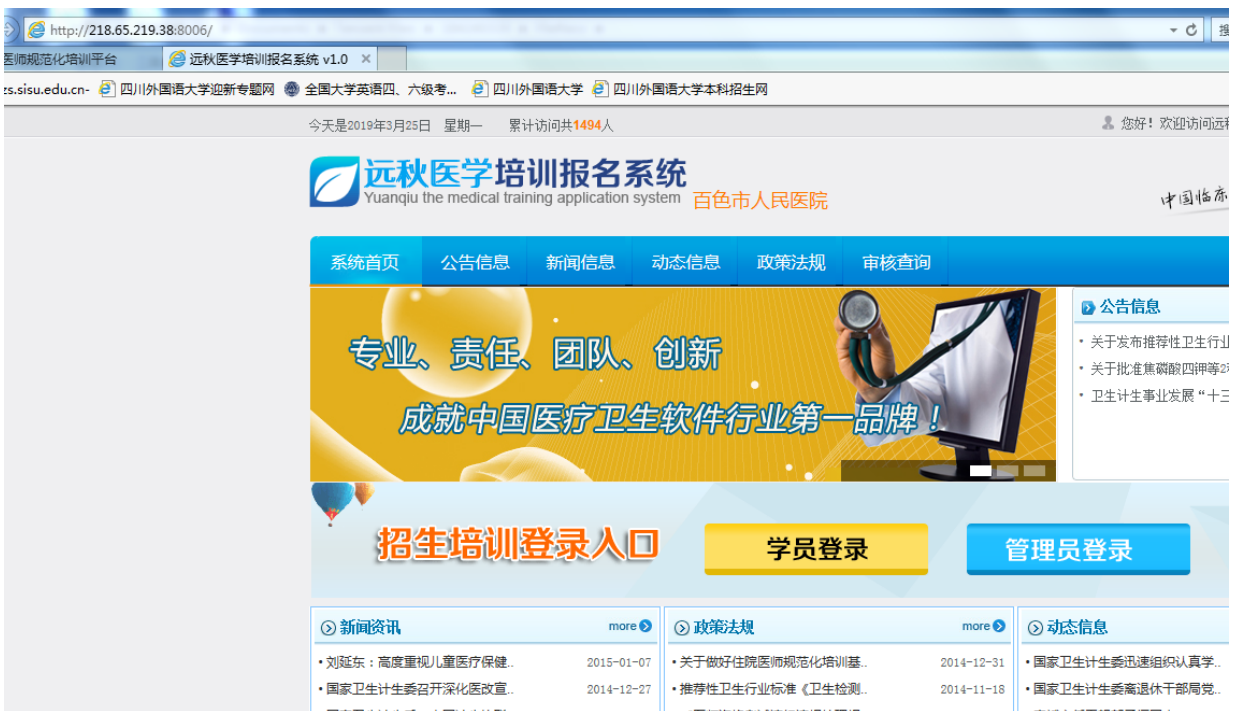 http://218.65.219.38:8006/
医师规范化培训平台 远秋医学培训报名系统 v1.0
zs.sisu.edu.cn- 四川外国语大学迎新专题网 全国大学英语四、六级考... 四川外国语大学 四川外国语大学本科招生网
今天是2019年3月25日 星期一 累计访问共1494人 您好！欢迎访问远
远秋医学培训报名系统
Yuanqiu the medical training application system 百色市人民医院
中国临床
系统首页 公告信息 新闻信息 动态信息 政策法规 审核查询
公告信息
专业、责任、团队、创新
成就中国医疗卫生软件行业第一品牌！
• 关于发布推荐性卫生行业
• 关于批准焦磷酸四钾等2
• 卫生计生事业发展“十三
招生培训登录入口 学员登录 管理员登录
新闻资讯 more 政策法规 more 动态信息
• 刘延东：高度重视儿童医疗保健.. 2015-01-07 • 关于做好住院医师规范化培训基.. 2014-12-31 • 国家卫生计生委迅速组织认真学..
• 国家卫生计生委召开深化医改宣.. 2014-12-27 • 推荐性卫生行业标准《卫生检测.. 2014-11-18 • 国家卫生计生委离退休干部局党..